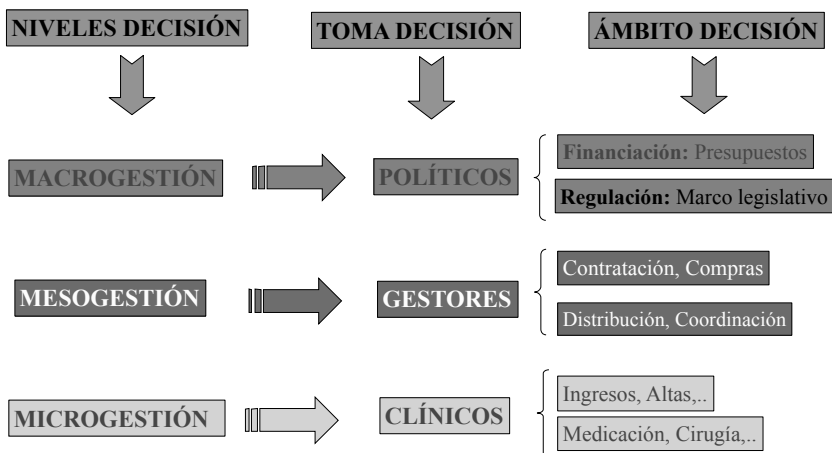 NIVELES DECISIÓN
TOMA DECISIÓN
ÁMBITO DECISIÓN
MACROGESTIÓN
POLÍTICOS
Financiación: Presupuestos
Regulación: Marco legislativo
MESOGESTIÓN
GESTORES
Contratación, Compras
Distribución, Coordinación
MICROGESTIÓN
CLÍNICOS
Ingresos, Altas,..
Medicación, Cirugía,..